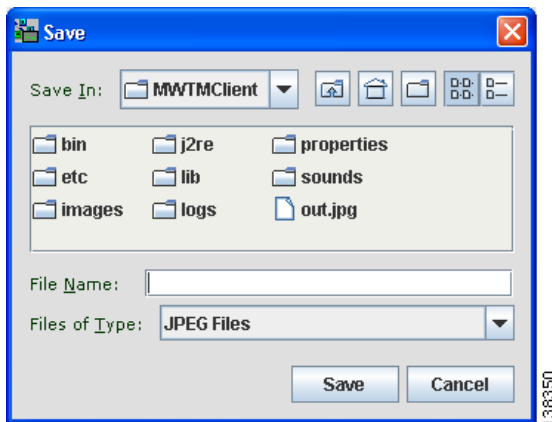 Save
Save In: MWTMClient
bin j2re properties
etc lib sounds
images logs out.jpg
File Name:
Files of Type: JPEG Files
Save Cancel
38350